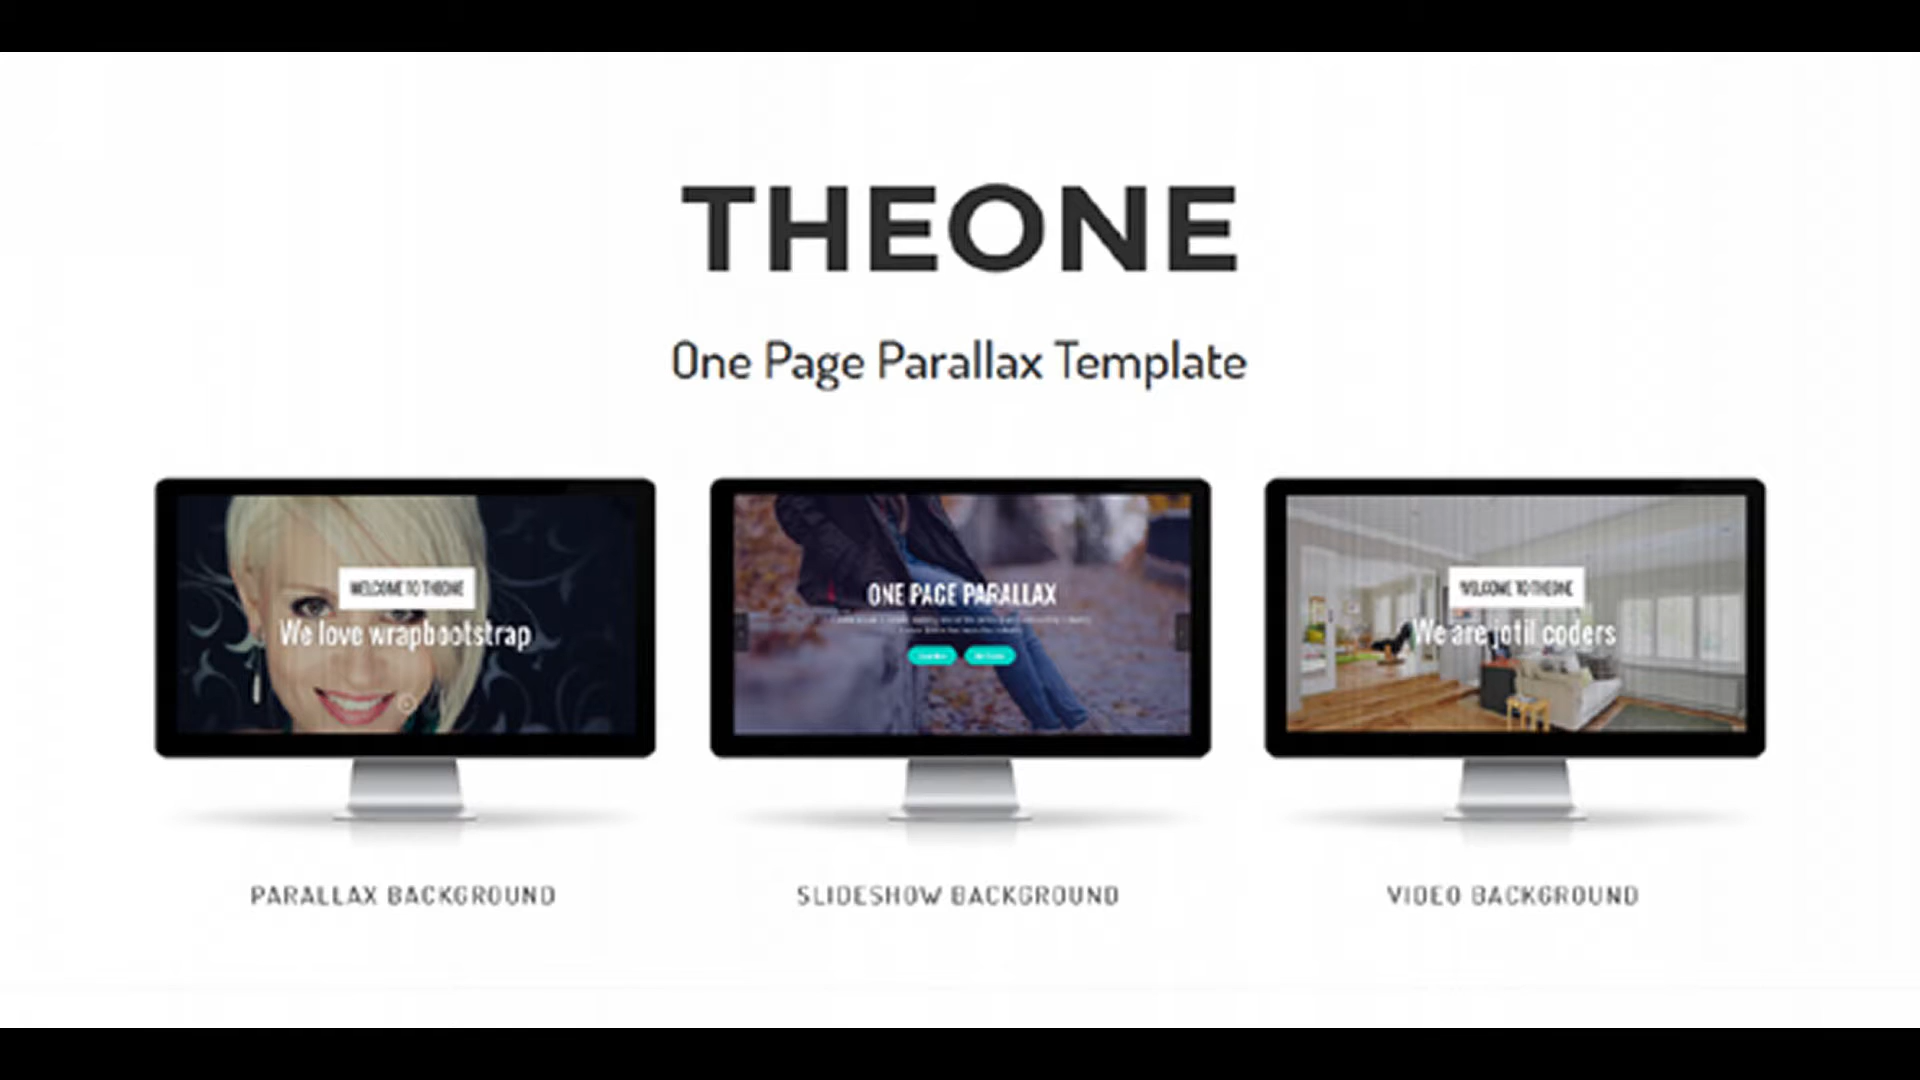 THEONE
One Page Parallax Template
WELCOME TO THEONE
We love wrapbootstrap
ONE PAGE PARALLAX
WELCOME TO THEONE
We are jotil coders
PARALLAX BACKGROUND
SLIDESHOW BACKGROUND
VIDEO BACKGROUND